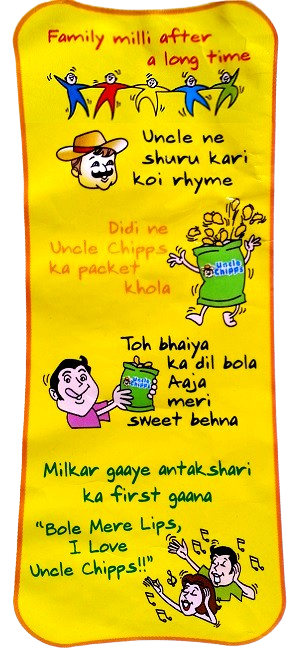 Family milli after
a long time
Uncle ne
shuru kari
koi rhyme
Didi ne
Uncle Chipps
ka packet
khola
Uncle
Chipps
Toh bhaiya
ka dil bola
Aaja
meri
sweet behna
Uncle
Chipps
Milkar gaaye antakshari
ka first gaana
"Bole Mere Lips,
I Love
Uncle Chipps!!"